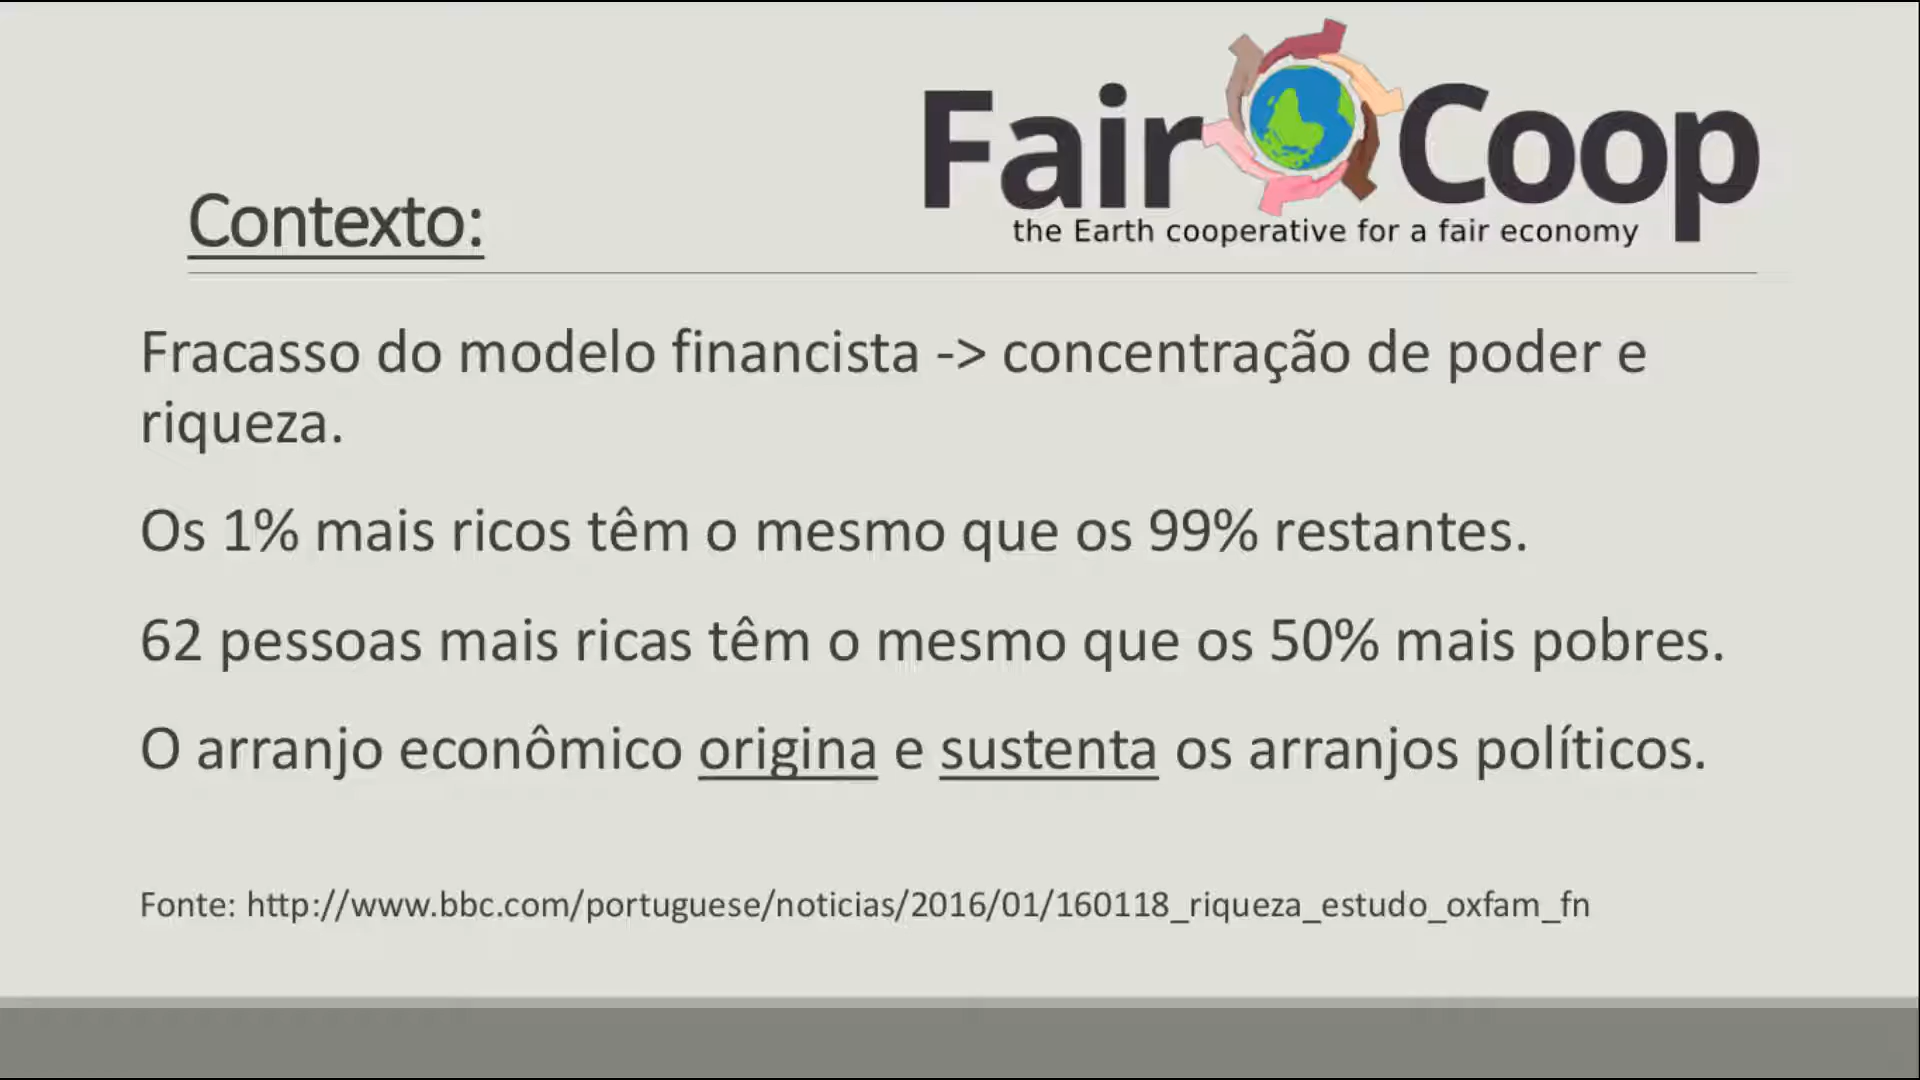 Fair Coop
the Earth cooperative for a fair economy
Contexto:
Fracasso do modelo financista -> concentração de poder e
riqueza.
Os 1% mais ricos têm o mesmo que os 99% restantes.
62 pessoas mais ricas têm o mesmo que os 50% mais pobres.
O arranjo econômico origina e sustenta os arranjos políticos.
Fonte: http://www.bbc.com/portuguese/noticias/2016/01/160118_riqueza_estudo_oxfam_fn